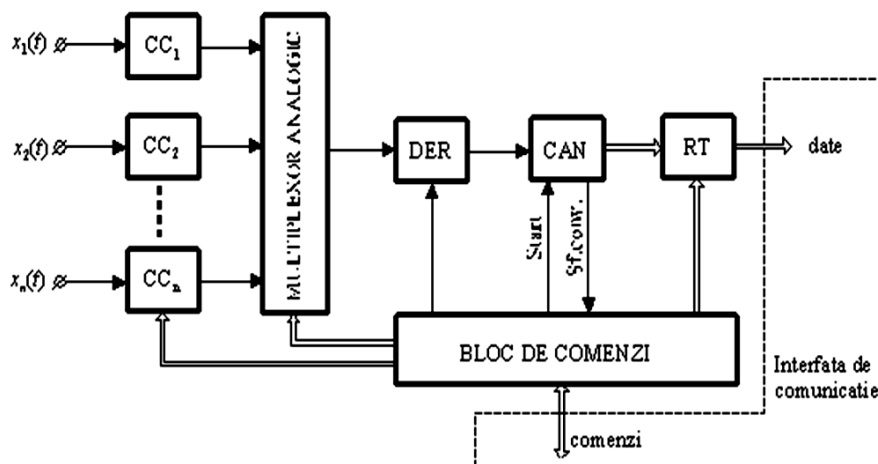 x₁(t)
CC₁
x₂(t)
CC₂
xₙ(t)
CCₙ
MULTIPLEXOR ANALOGIC
DER
CAN
RT
date
Start
Sf.conv.
BLOC DE COMENZI
Interfata de
comunicatie
comenzi